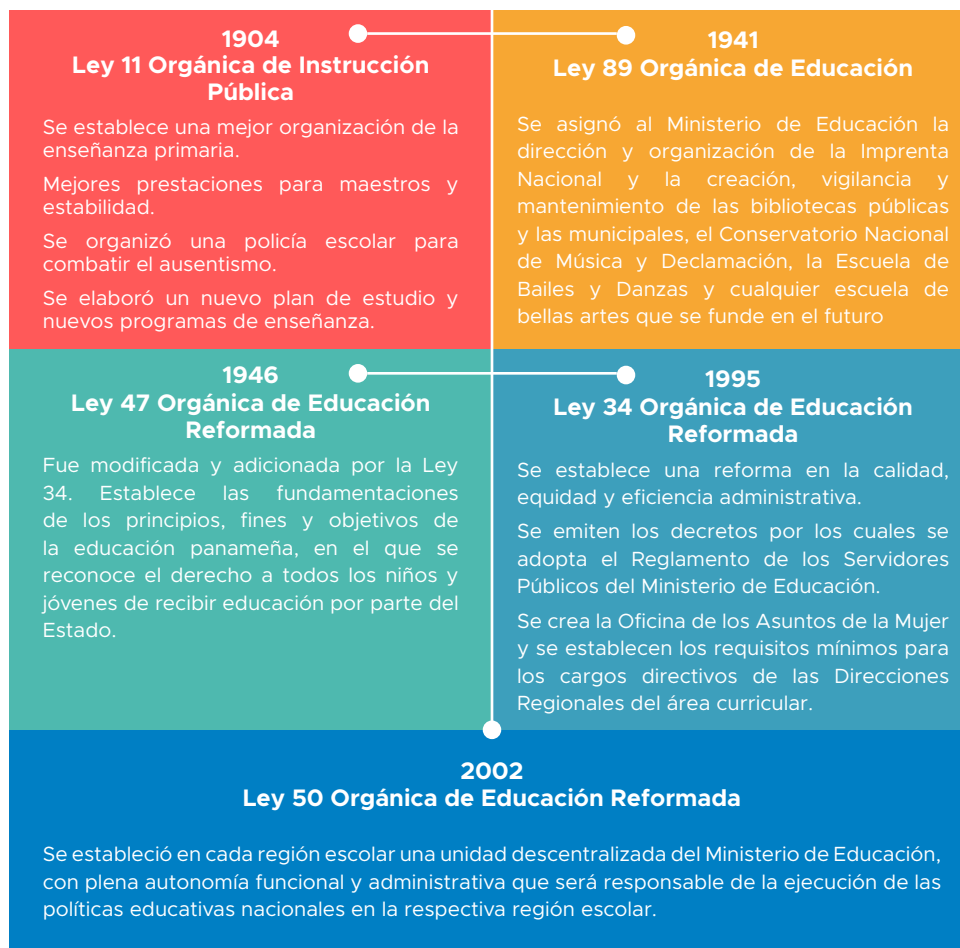 1904
Ley 11 Orgánica de Instrucción
Pública
Se establece una mejor organización de la
enseñanza primaria.
Mejores prestaciones para maestros y
estabilidad.
Se organizó una policía escolar para
combatir el ausentismo.
Se elaboró un nuevo plan de estudio y
nuevos programas de enseñanza.
1941
Ley 89 Orgánica de Educación
Se asignó al Ministerio de Educación la
dirección y organización de la Imprenta
Nacional y la creación, vigilancia y
mantenimiento de las bibliotecas públicas
y las municipales, el Conservatorio Nacional
de Música y Declamación, la Escuela de
Bailes y Danzas y cualquier escuela de
bellas artes que se funde en el futuro
1946
Ley 47 Orgánica de Educación
Reformada
Fue modificada y adicionada por la Ley
34. Establece las fundamentaciones
de los principios, fines y objetivos de
la educación panameña, en el que se
reconoce el derecho a todos los niños y
jóvenes de recibir educación por parte del
Estado.
1995
Ley 34 Orgánica de Educación
Reformada
Se establece una reforma en la calidad,
equidad y eficiencia administrativa.
Se emiten los decretos por los cuales se
adopta el Reglamento de los Servidores
Públicos del Ministerio de Educación.
Se crea la Oficina de los Asuntos de la Mujer
y se establecen los requisitos mínimos para
los cargos directivos de las Direcciones
Regionales del área curricular.
2002
Ley 50 Orgánica de Educación Reformada
Se estableció en cada región escolar una unidad descentralizada del Ministerio de Educación,
con plena autonomía funcional y administrativa que será responsable de la ejecución de las
políticas educativas nacionales en la respectiva región escolar.